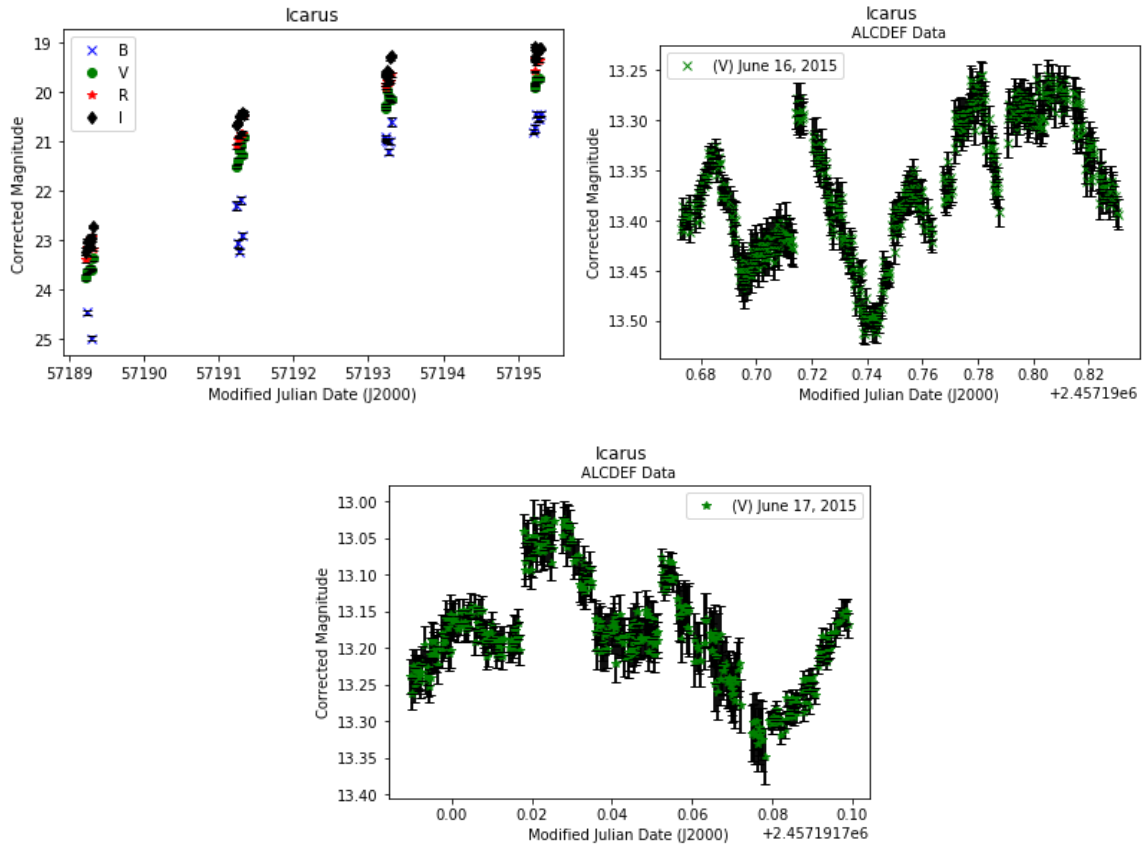 Icarus
19
20
21
22
23
24
25
Corrected Magnitude
B
V
R
I
57189 57190 57191 57192 57193 57194 57195
Modified Julian Date (J2000)
Icarus
ALCDEF Data
(V) June 16, 2015
13.25
13.30
13.35
13.40
13.45
13.50
Corrected Magnitude
0.68 0.70 0.72 0.74 0.76 0.78 0.80 0.82
Modified Julian Date (J2000) +2.45719e6
Icarus
ALCDEF Data
(V) June 17, 2015
13.00
13.05
13.10
13.15
13.20
13.25
13.30
13.35
13.40
Corrected Magnitude
0.00 0.02 0.04 0.06 0.08 0.10
Modified Julian Date (J2000) +2.4571917e6